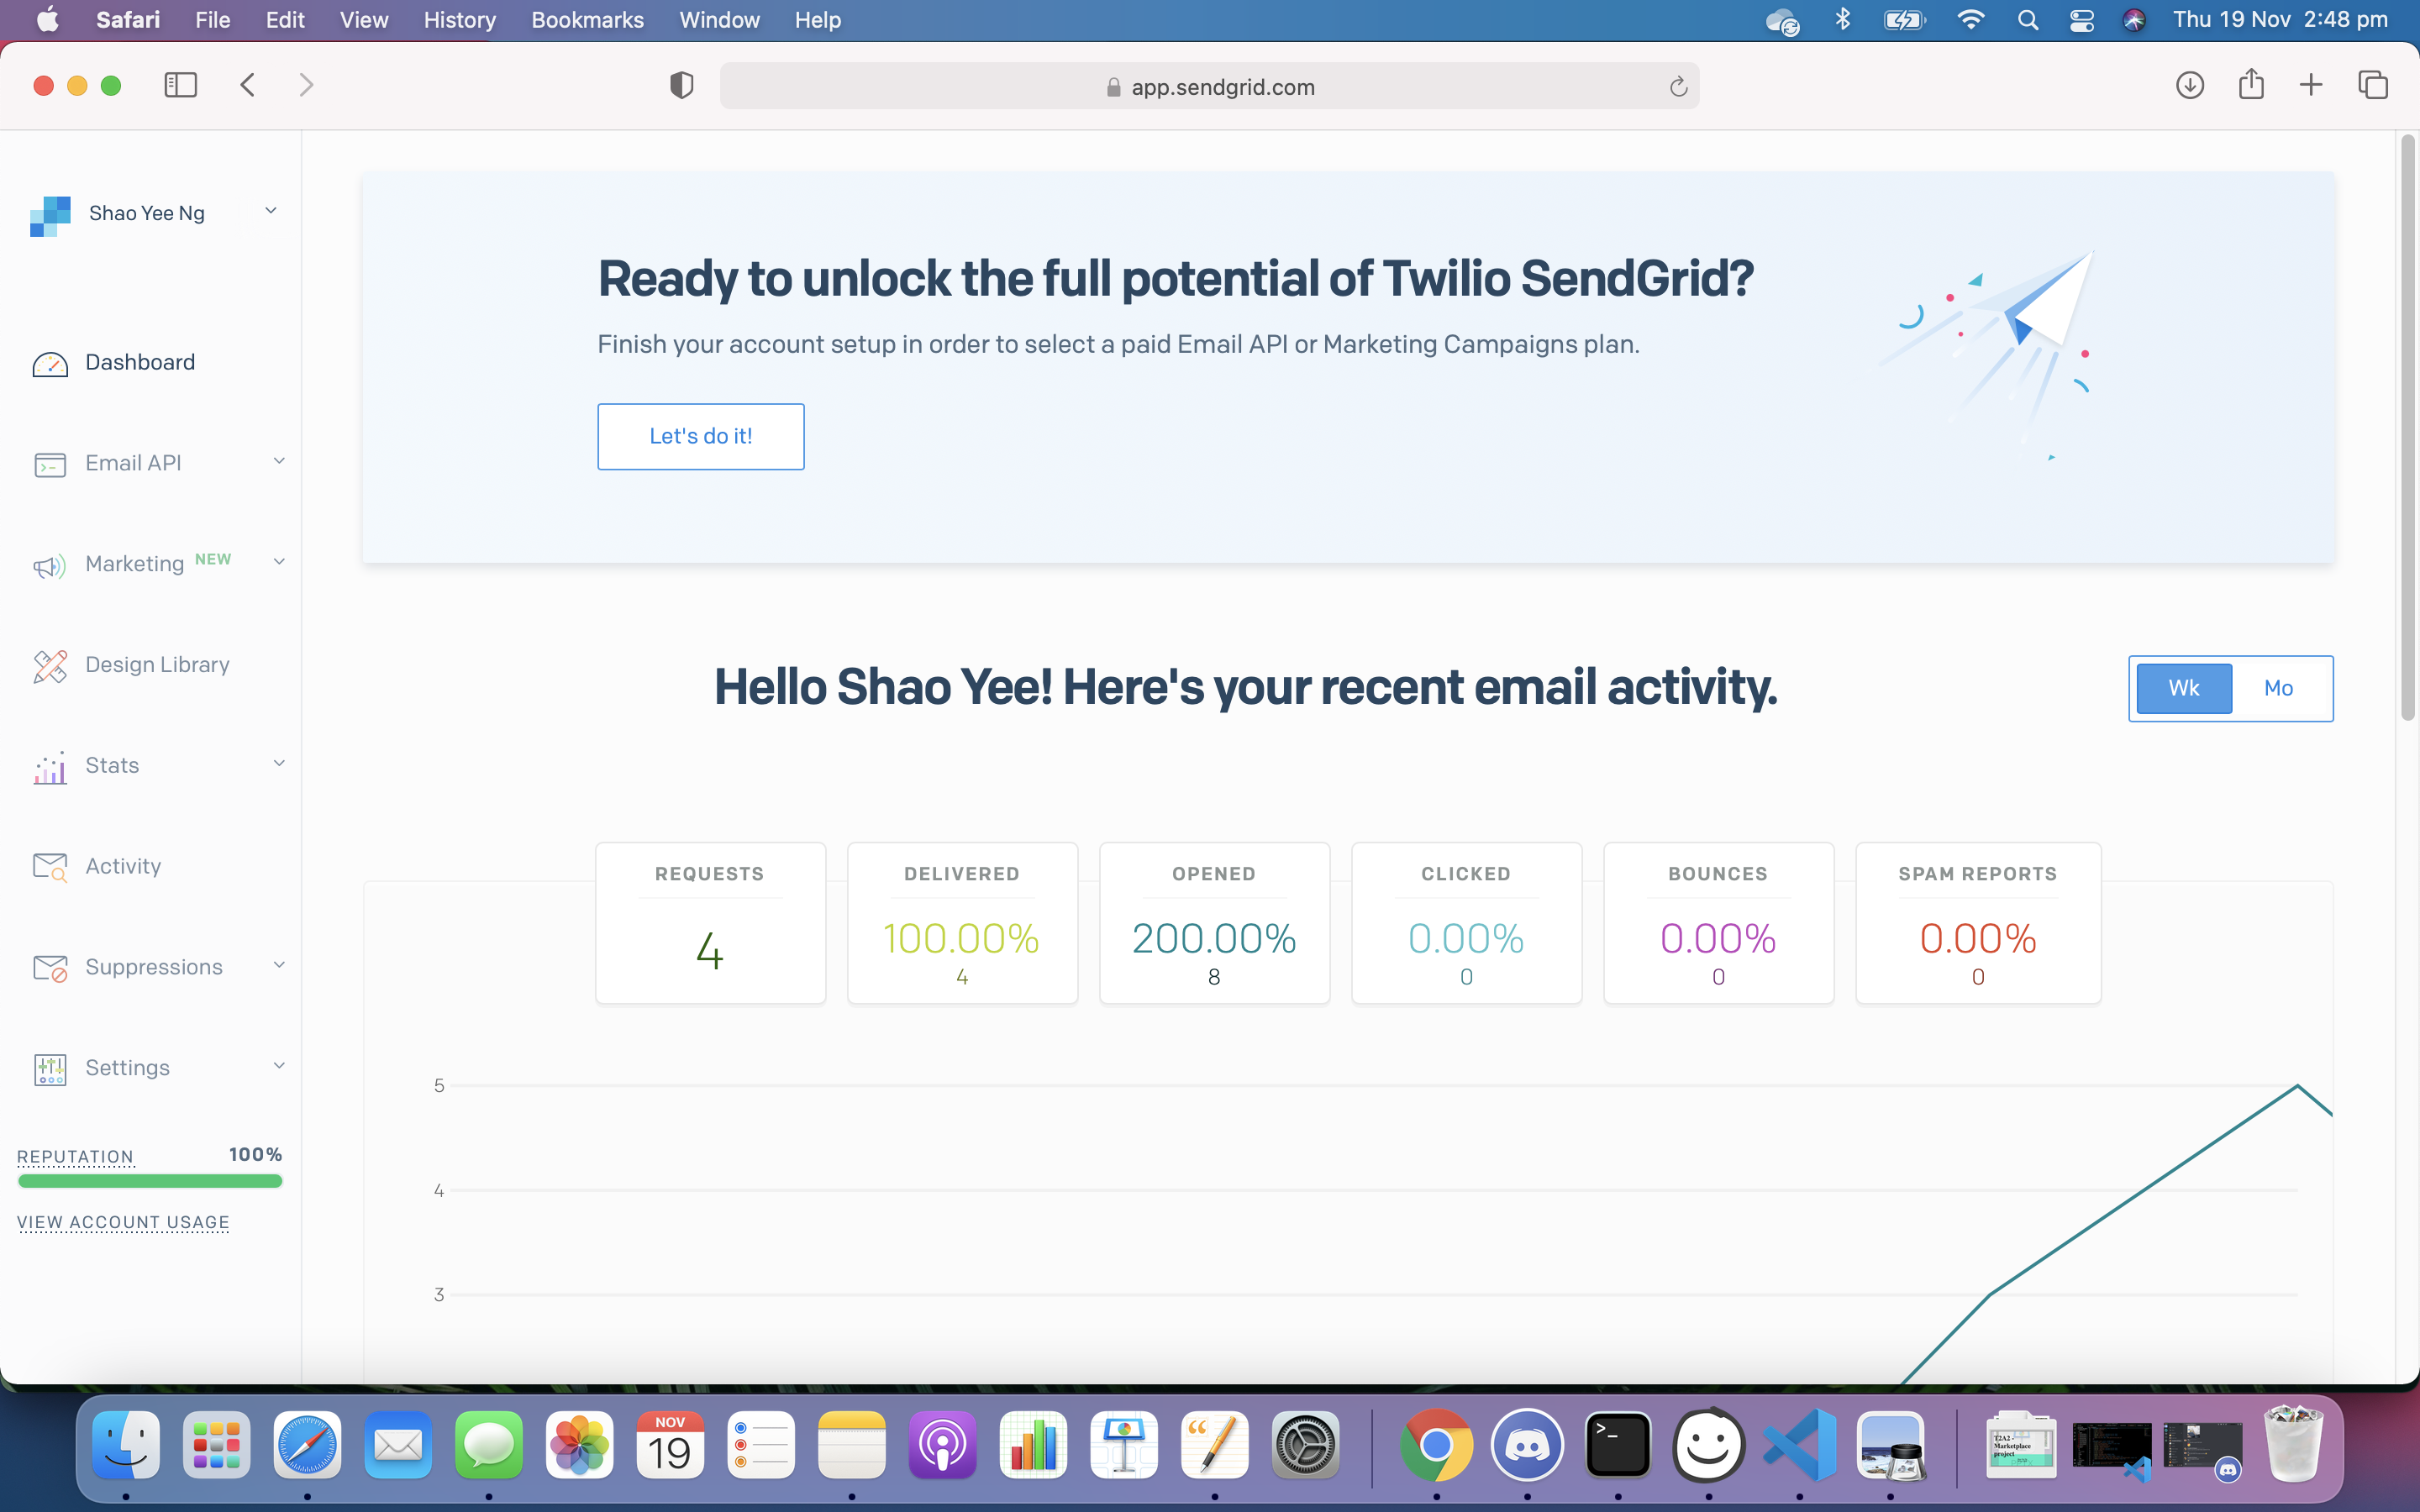 Safari File Edit View History Bookmarks Window Help Thu 19 Nov 2:48 pm
app.sendgrid.com
Shao Yee Ng
Dashboard
Email API
Marketing NEW
Design Library
Stats
Activity
Suppressions
Settings
REPUTATION 100%
VIEW ACCOUNT USAGE
Ready to unlock the full potential of Twilio SendGrid?
Finish your account setup in order to select a paid Email API or Marketing Campaigns plan.
Let's do it!
Hello Shao Yee! Here's your recent email activity.
Wk Mo
REQUESTS DELIVERED OPENED CLICKED BOUNCES SPAM REPORTS
4 100.00% 200.00% 0.00% 0.00% 0.00%
4 8 0 0 0
5
4
3
NOV
19
T2A2 -
Marketplace
project